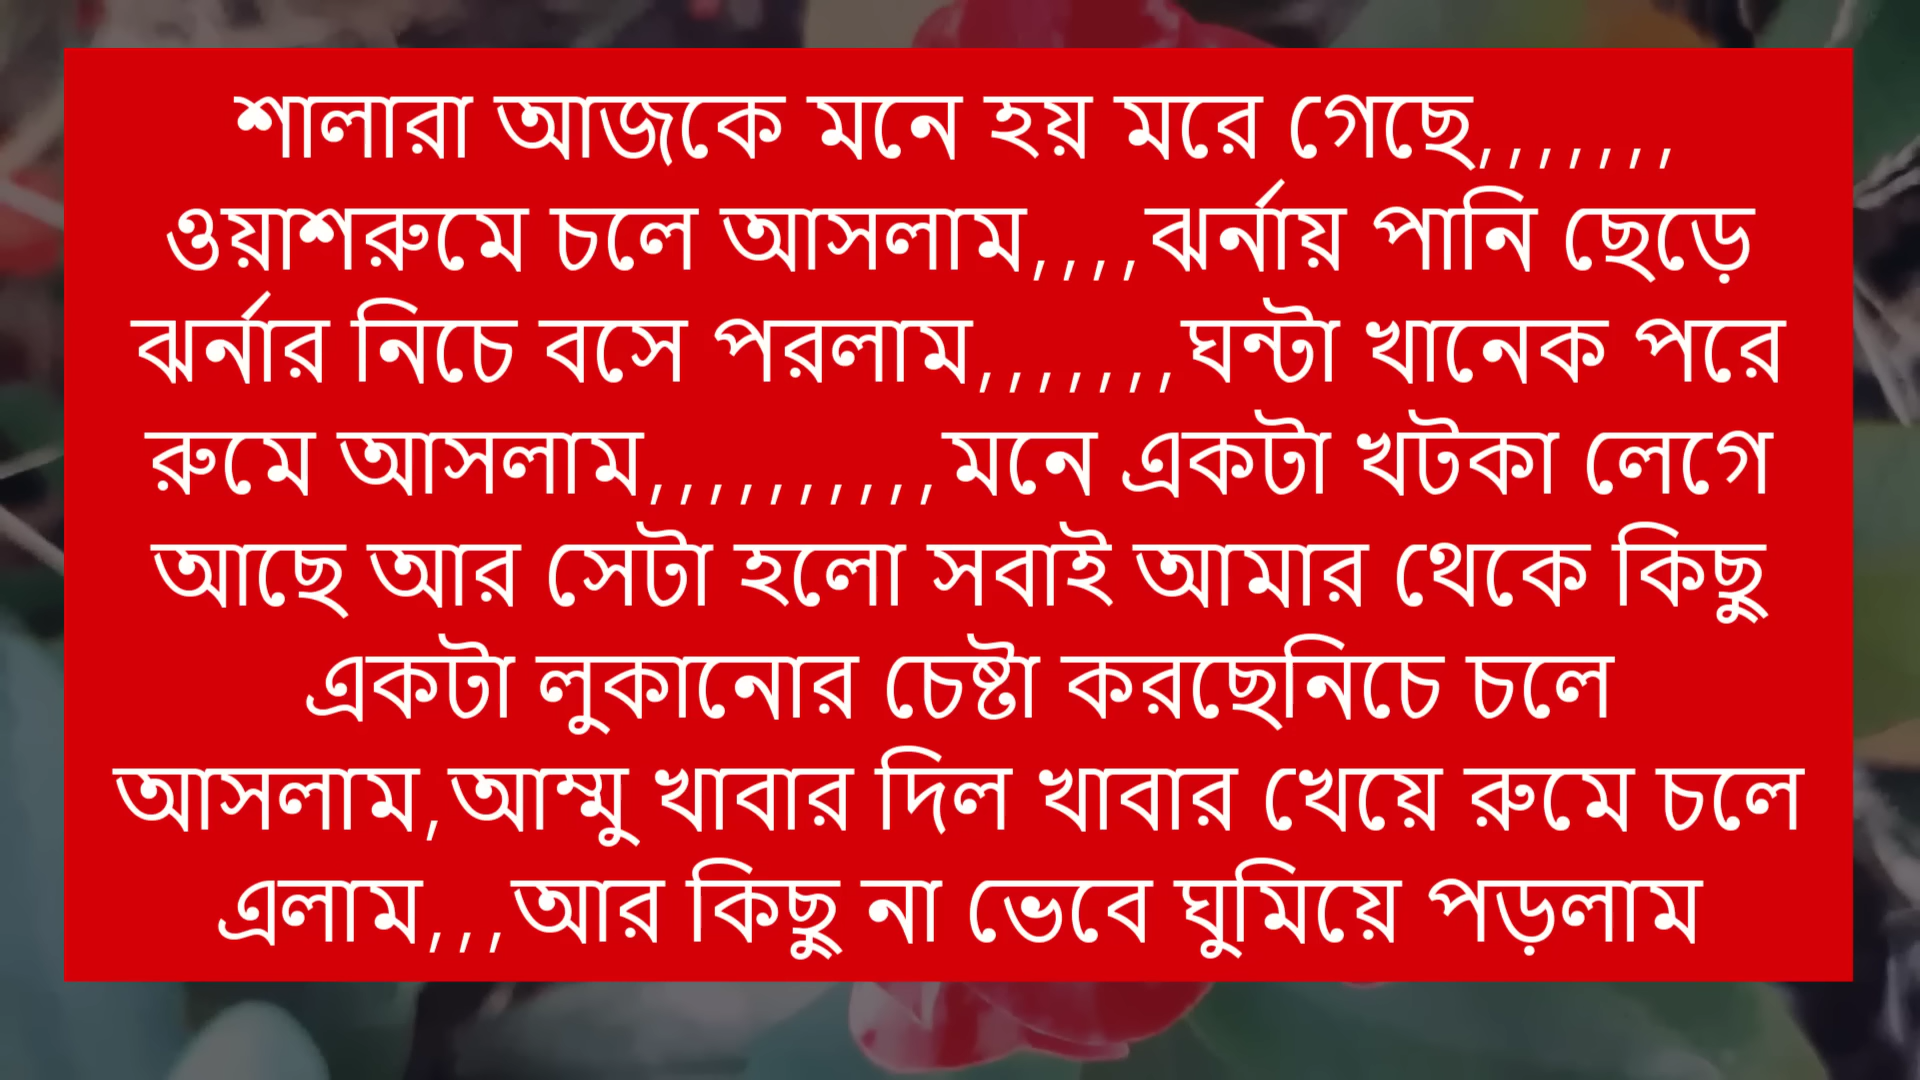 শালারা আজকে মনে হয় মরে গেছে,,,,,,,
ওয়াশরুমে চলে আসলাম,,,,ঝর্নায় পানি ছেড়ে
ঝর্নার নিচে বসে পরলাম,,,,,,,ঘন্টা খানেক পরে
রুমে আসলাম,,,,,,,,,,মনে একটা খটকা লেগে
আছে আর সেটা হলো সবাই আমার থেকে কিছু
একটা লুকানোর চেষ্টা করছেনিচে চলে
আসলাম,আম্মু খাবার দিল খাবার খেয়ে রুমে চলে
এলাম,,,আর কিছু না ভেবে ঘুমিয়ে পড়লাম